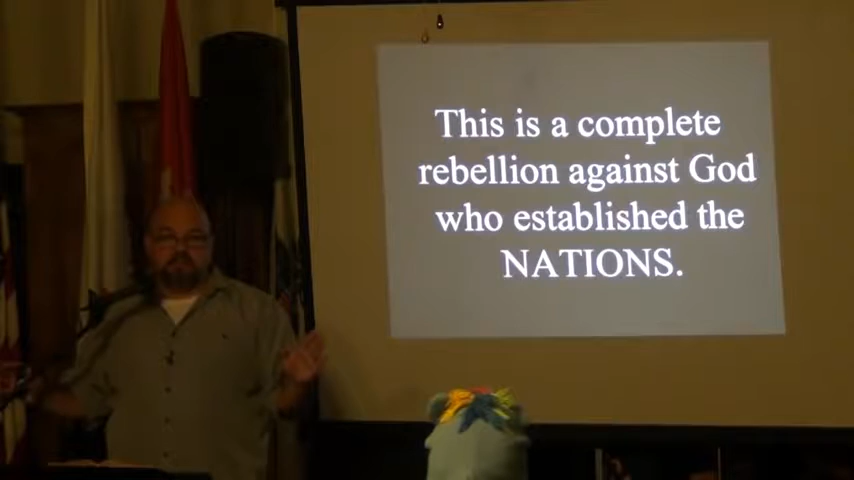 This is a complete
rebellion against God
who established the
NATIONS.